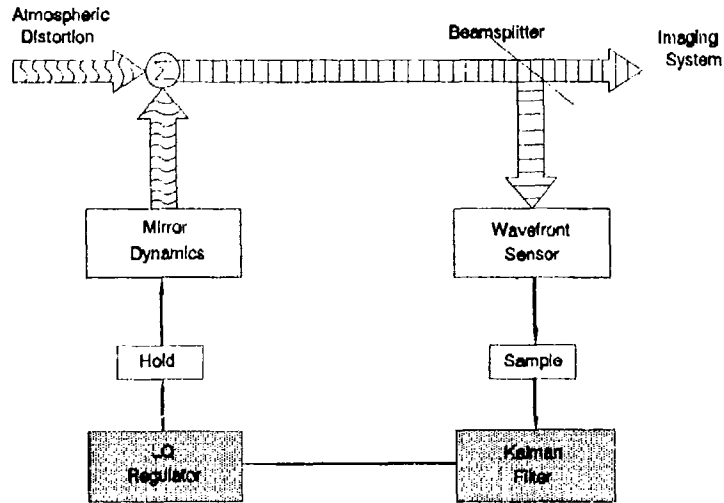 Atmospheric
Distortion
Σ
Beamsplitter
Imaging
System
Mirror
Dynamics
Wavefront
Sensor
Hold
Sample
LQ
Regulator
Kalman
Filter